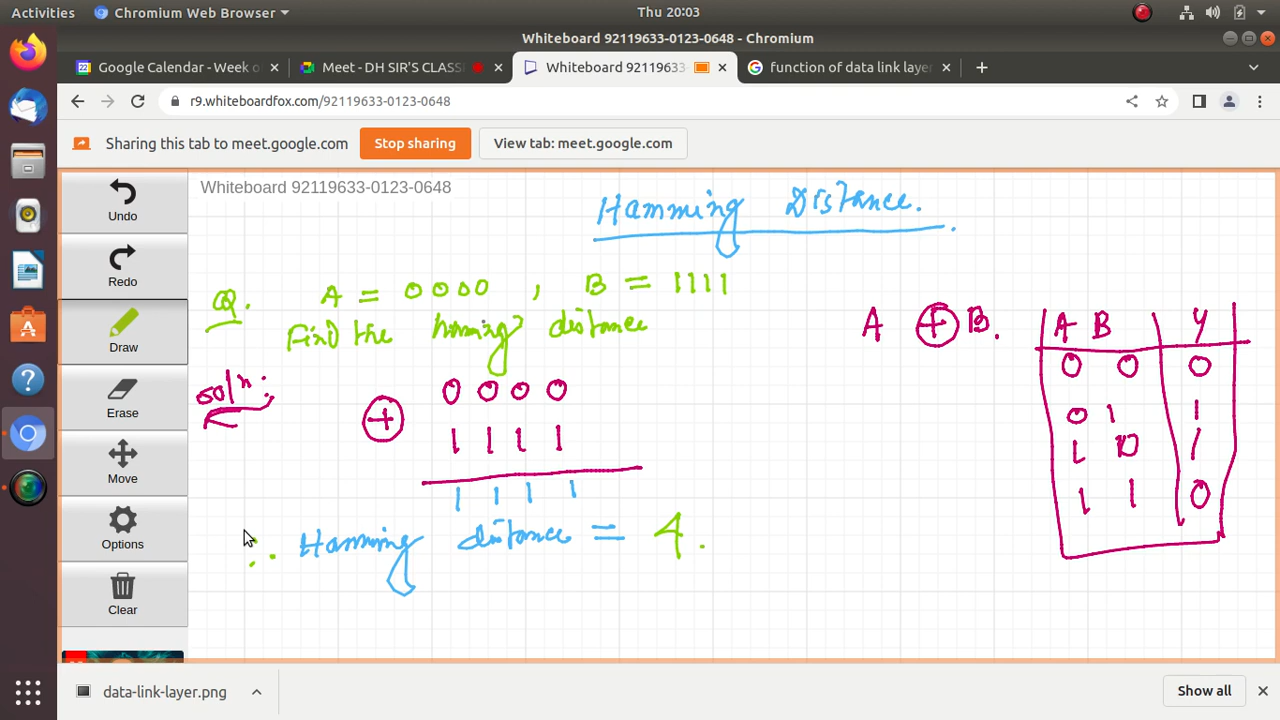 Activities Chromium Web Browser Thu 20:03
Whiteboard 92119633-0123-0648 - Chromium
Google Calendar - Week o Meet - DH SIR'S CLASS Whiteboard 92119633- function of data link laye
r9.whiteboardfox.com/92119633-0123-0648
Sharing this tab to meet.google.com Stop sharing View tab: meet.google.com
Whiteboard 92119633-0123-0648
Undo
Redo
Draw
Erase
Move
Options
Clear
Hamming Distance.
Q. A = 0000 , B = 1111
Find the haming distance
soln:
0 0 0 0
⊕
1 1 1 1
1 1 1 1
∴ Hamming distance = 4.
A ⊕ B.
A B Y
0 0 0
0 1 1
1 0 1
1 1 0
data-link-layer.png Show all